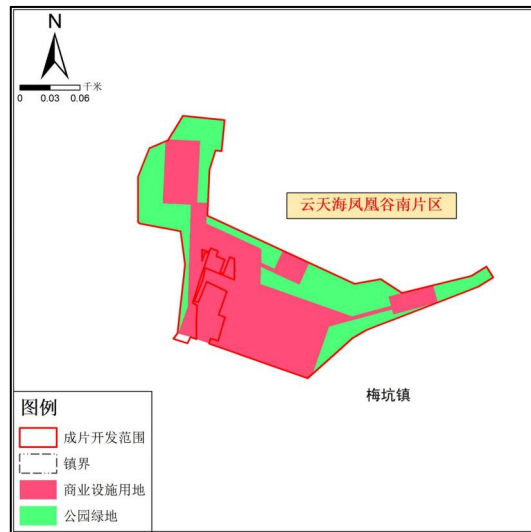 N
千米
0 0.03 0.06
云天海凤凰谷南片区
梅坑镇
图例
成片开发范围
镇界
商业设施用地
公园绿地